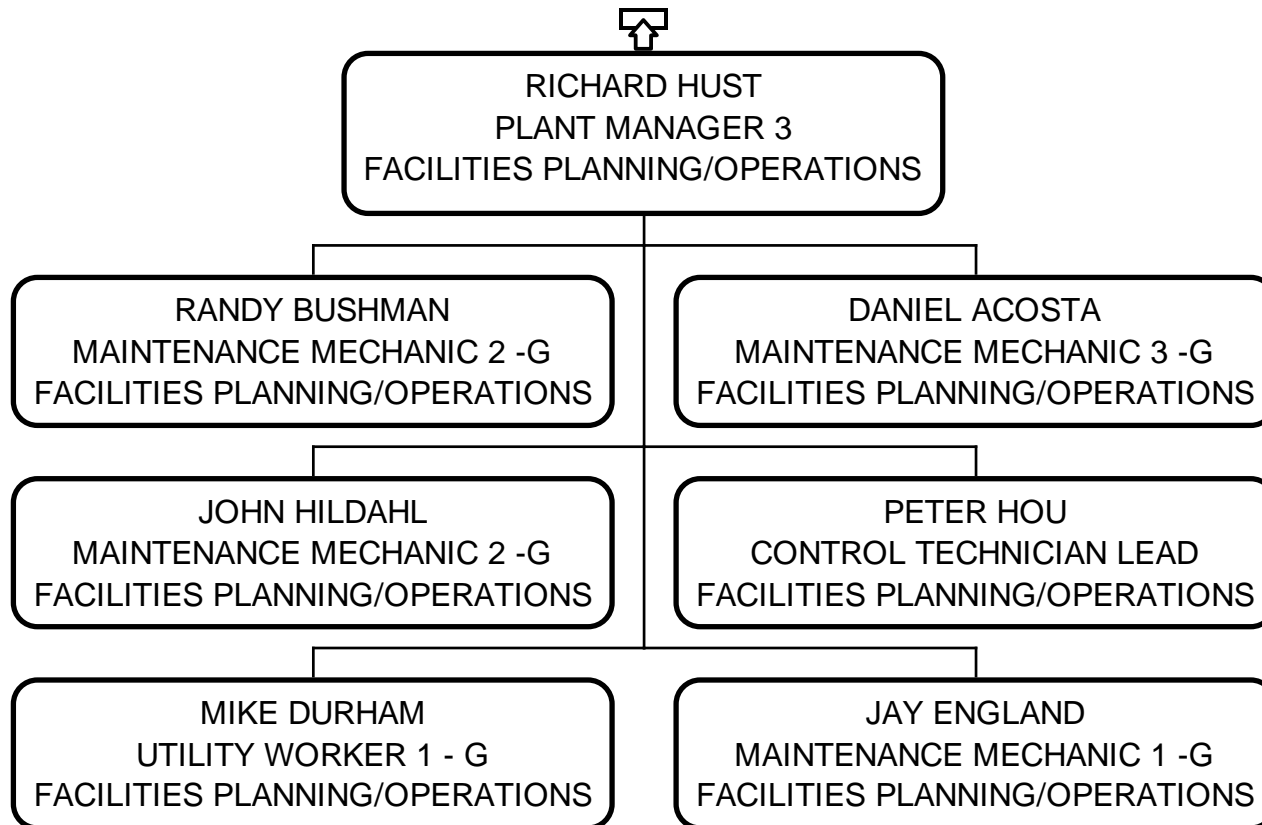 RICHARD HUST
PLANT MANAGER 3
FACILITIES PLANNING/OPERATIONS
RANDY BUSHMAN
MAINTENANCE MECHANIC 2 -G
FACILITIES PLANNING/OPERATIONS
DANIEL ACOSTA
MAINTENANCE MECHANIC 3 -G
FACILITIES PLANNING/OPERATIONS
JOHN HILDAHL
MAINTENANCE MECHANIC 2 -G
FACILITIES PLANNING/OPERATIONS
PETER HOU
CONTROL TECHNICIAN LEAD
FACILITIES PLANNING/OPERATIONS
MIKE DURHAM
UTILITY WORKER 1 - G
FACILITIES PLANNING/OPERATIONS
JAY ENGLAND
MAINTENANCE MECHANIC 1 -G
FACILITIES PLANNING/OPERATIONS